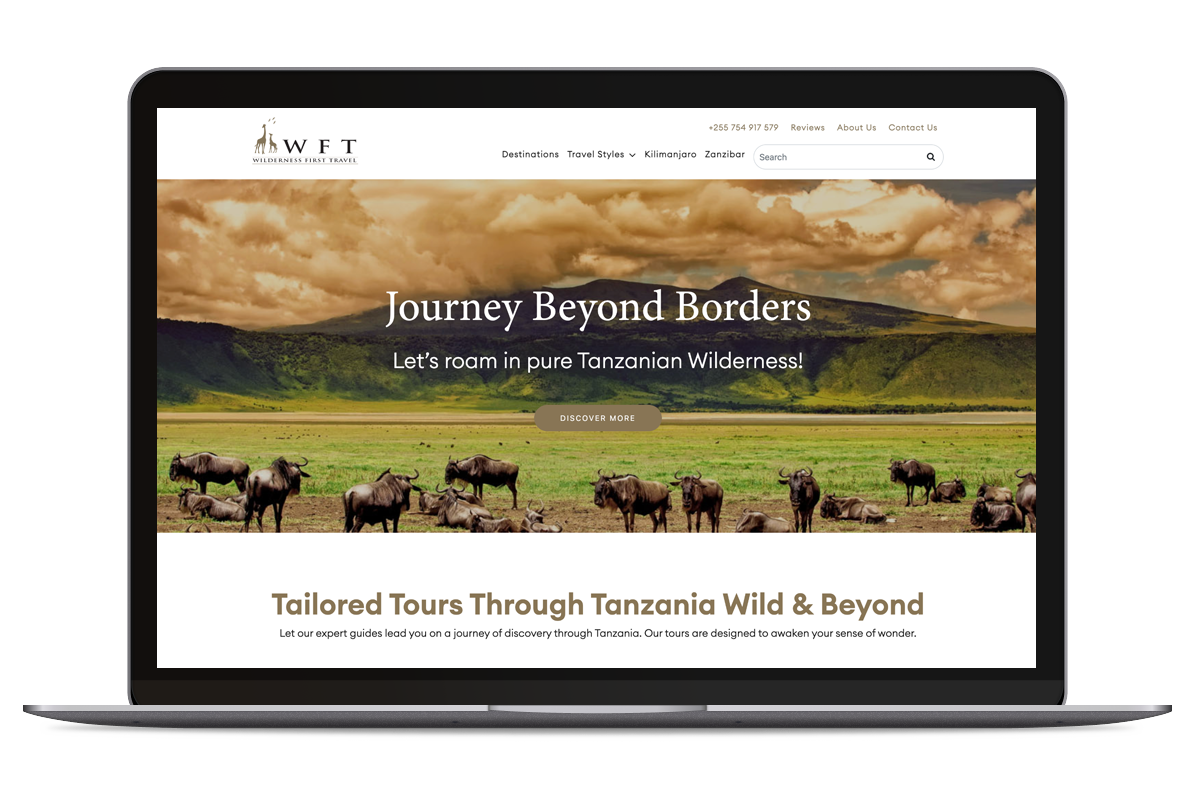 WFT
WILDERNESS FIRST TRAVEL
+255 754 917 579 Reviews About Us Contact Us
Destinations Travel Styles Kilimanjaro Zanzibar Search
Journey Beyond Borders
Let’s roam in pure Tanzanian Wilderness!
DISCOVER MORE
Tailored Tours Through Tanzania Wild & Beyond
Let our expert guides lead you on a journey of discovery through Tanzania. Our tours are designed to awaken your sense of wonder.